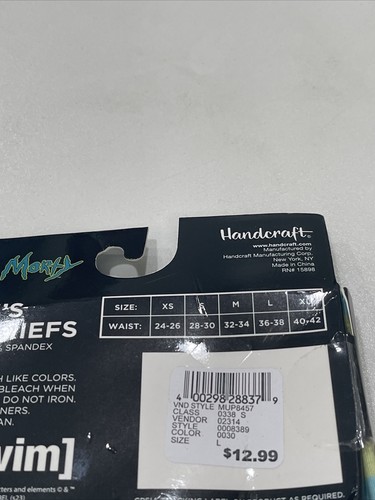 Handcraft®
www.handcraft.com
Manufactured by
Handcraft Manufacturing Corp.
New York, NY
Made in China
RN# 15898
Morty
SIZE: XS S M L XL
WAIST: 24-26 28-30 32-34 36-38 40-42
'S
IEFS
SPANDEX
H LIKE COLORS.
BLEACH WHEN
DO NOT IRON.
NERS.
AN.
wim]
4 00298 28837 9
VND STYLE MUP8457
CLASS 0338 S
VENDOR 02314
STYLE 0008389
COLOR 0030
SIZE L
$12.99